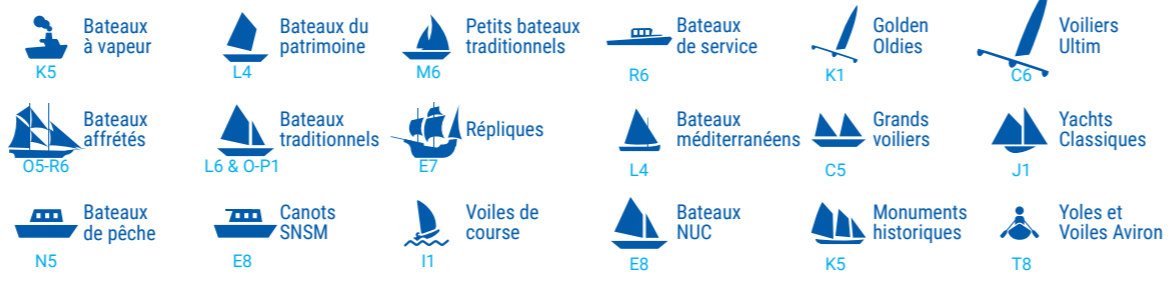 Bateaux
à vapeur
K5
Bateaux du
patrimoine
L4
Petits bateaux
traditionnels
M6
Bateaux
de service
R6
Golden
Oldies
K1
Voiliers
Ultim
C6
Bateaux
affrétés
O5-R6
Bateaux
traditionnels
L6 & O-P1
Répliques
E7
Bateaux
méditerranéens
L4
Grands
voiliers
C5
Yachts
Classiques
J1
Bateaux
de pêche
N5
Canots
SNSM
E8
Voiles de
course
I1
Bateaux
NUC
E8
Monuments
historiques
K5
Yoles et
Voiles Aviron
T8